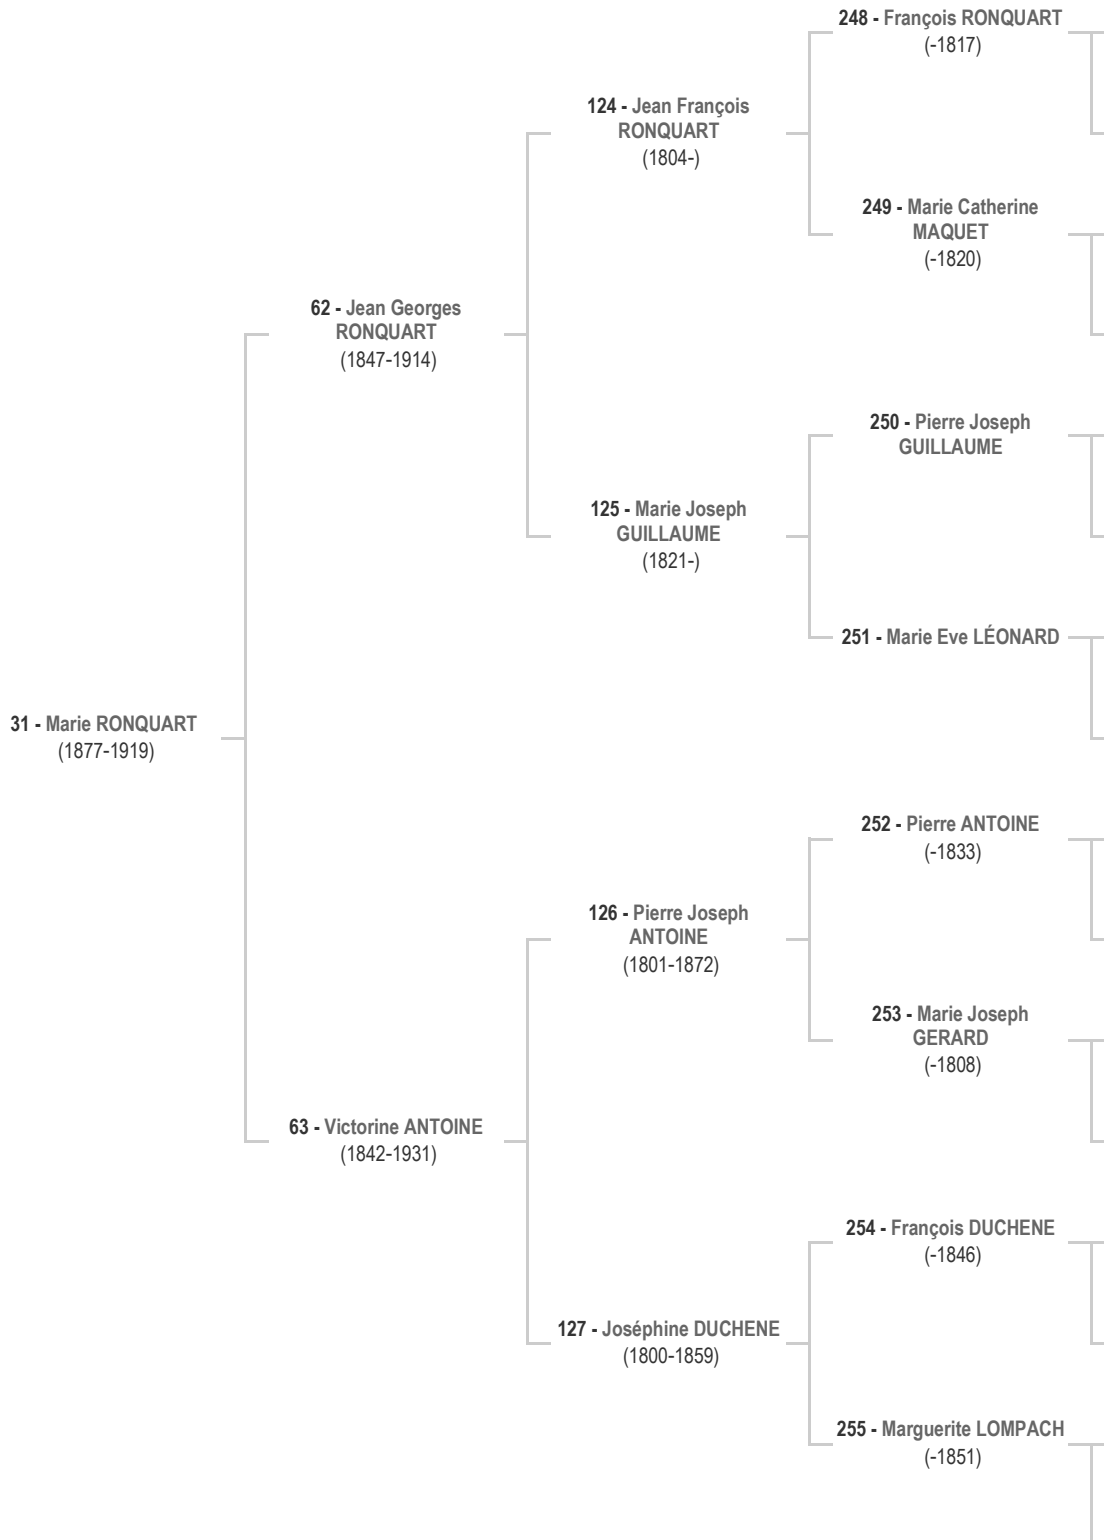 248 - François RONQUART
(-1817)
124 - Jean François
RONQUART
(1804-)
249 - Marie Catherine
MAQUET
(-1820)
62 - Jean Georges
RONQUART
(1847-1914)
250 - Pierre Joseph
GUILLAUME
125 - Marie Joseph
GUILLAUME
(1821-)
251 - Marie Eve LÉONARD
31 - Marie RONQUART
(1877-1919)
252 - Pierre ANTOINE
(-1833)
126 - Pierre Joseph
ANTOINE
(1801-1872)
253 - Marie Joseph
GERARD
(-1808)
63 - Victorine ANTOINE
(1842-1931)
254 - François DUCHENE
(-1846)
127 - Joséphine DUCHENE
(1800-1859)
255 - Marguerite LOMPACH
(-1851)